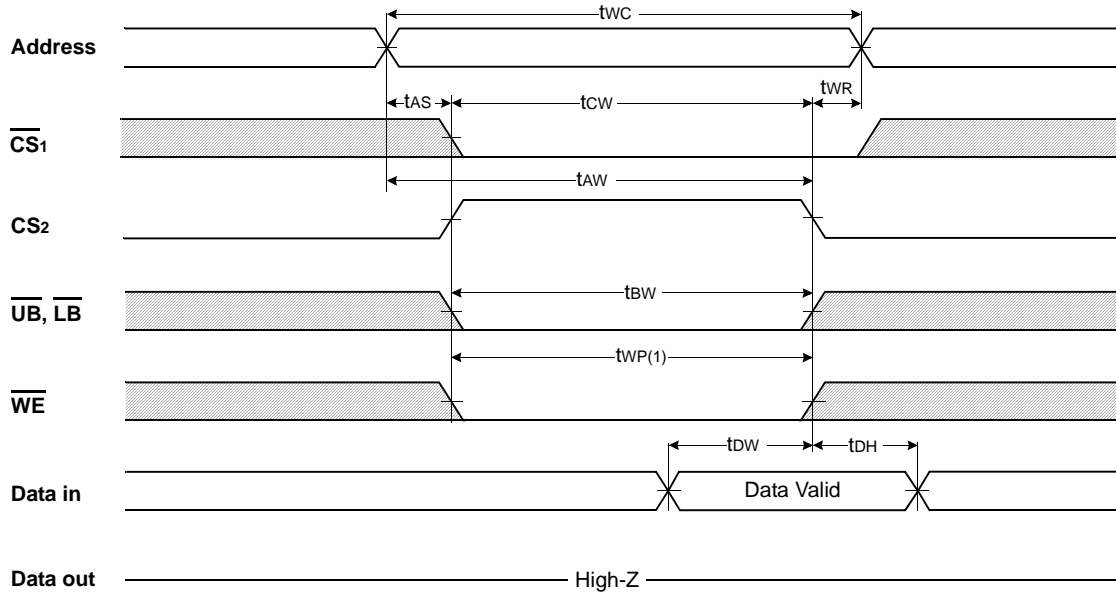 tWC
Address
tAS
tCW
tWR
CS1
tAW
CS2
tBW
UB, LB
tWP(1)
WE
tDW
tDH
Data in
Data Valid
Data out
High-Z